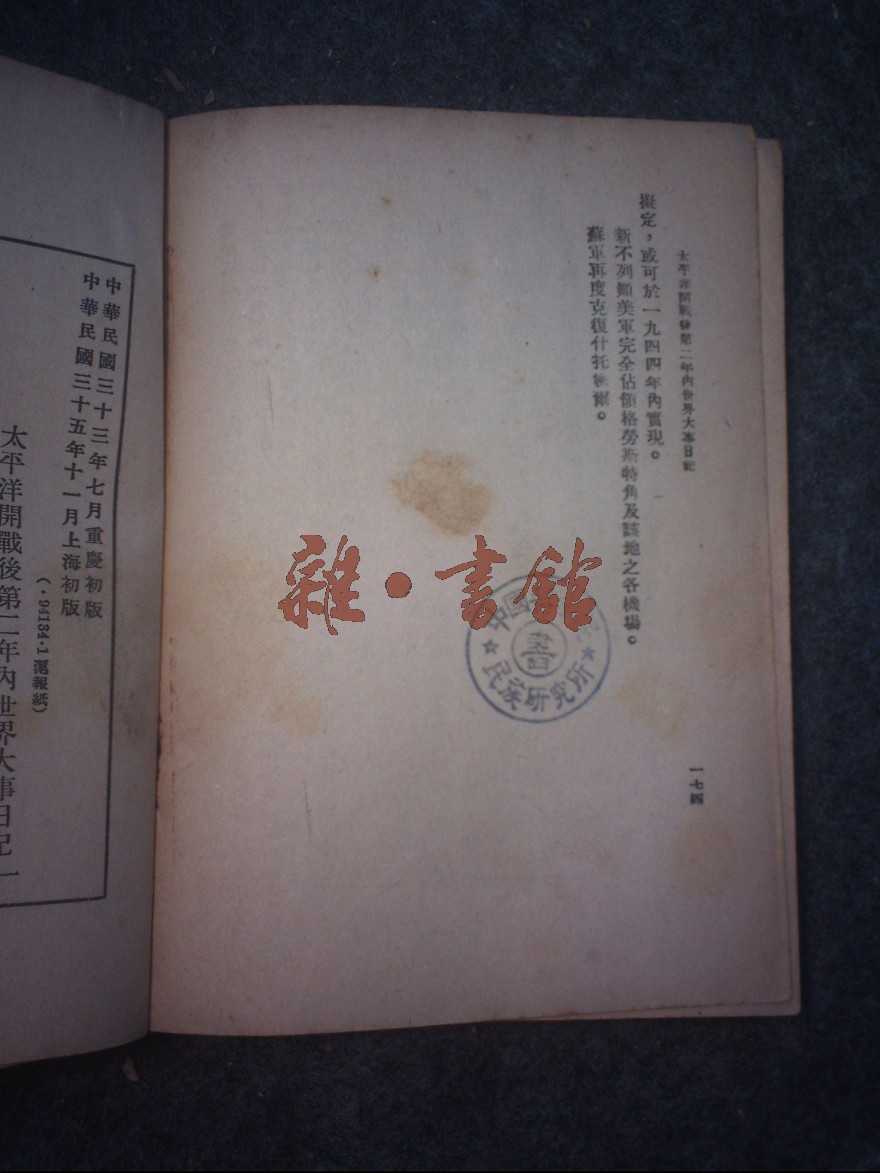 太平洋開戰後第二年內世界大事日記
擬定，或可於一九四四年內實現。
新不列顛美軍完全佔領格勞斯特角及該地之各機場。
蘇軍再度克復什托爾。
一七四
中國
書
民族研究所
雜·書館
中華民國三十三年七月重慶初版
中華民國三十五年十一月上海初版
(·94134·1滬報紙)
太平洋開戰後第二年內世界大事日記一